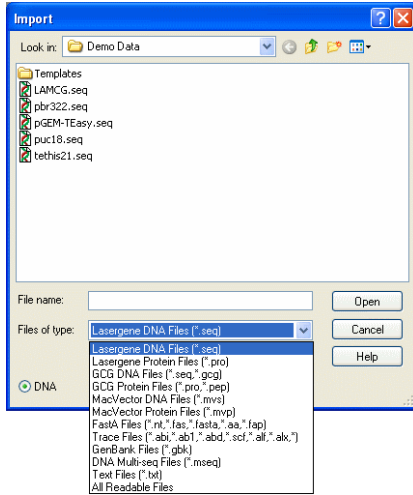 Import
Look in: Demo Data
Templates
LAMCG.seq
pbr322.seq
pGEM-TEasy.seq
puc18.seq
tethis21.seq
File name: Open
Files of type: Lasergene DNA Files (*.seq) Cancel
Lasergene DNA Files (*.seq)
Lasergene Protein Files (*.pro)
Help
GCG DNA Files (*.seq,*.gcg)
GCG Protein Files (*.pro,*.pep)
DNA
MacVector DNA Files (*.mvs)
MacVector Protein Files (*.mvp)
FastA Files (*.nt,*.fas,*.fasta,*.aa,*.fap)
Trace Files (*.abi,*.ab1,*.abd,*.scf,*.alf,*.alx,*)
GenBank Files (*.gbk)
DNA Multi-seq Files (*.mseq)
Text Files (*.txt)
All Readable Files